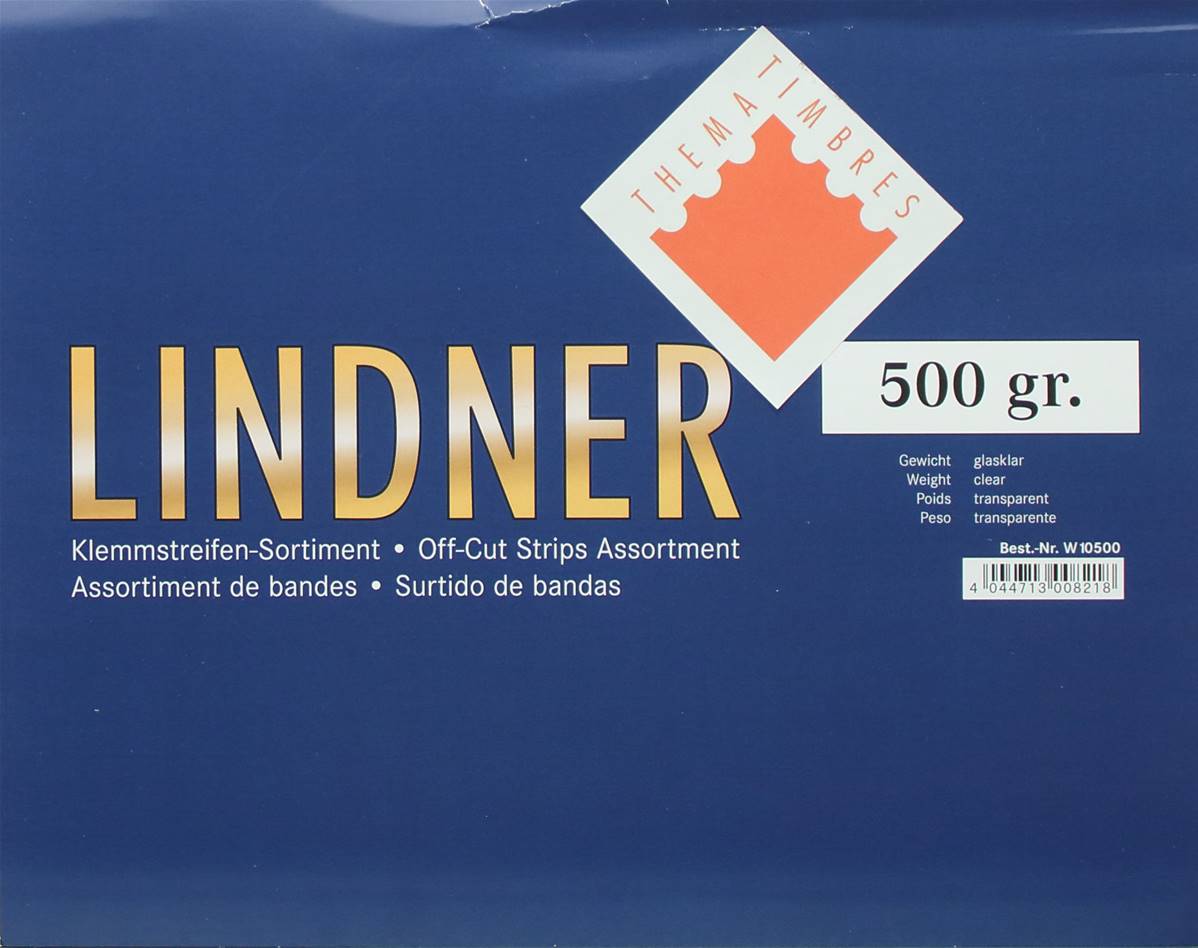 THEMA TIMBRES
LINDNER
500 gr.
Klemmstreifen-Sortiment • Off-Cut Strips Assortment
Assortiment de bandes • Surtido de bandas
Gewicht glasklar
Weight clear
Poids transparent
Peso transparente
Best.-Nr. W10500
4 044713 008218